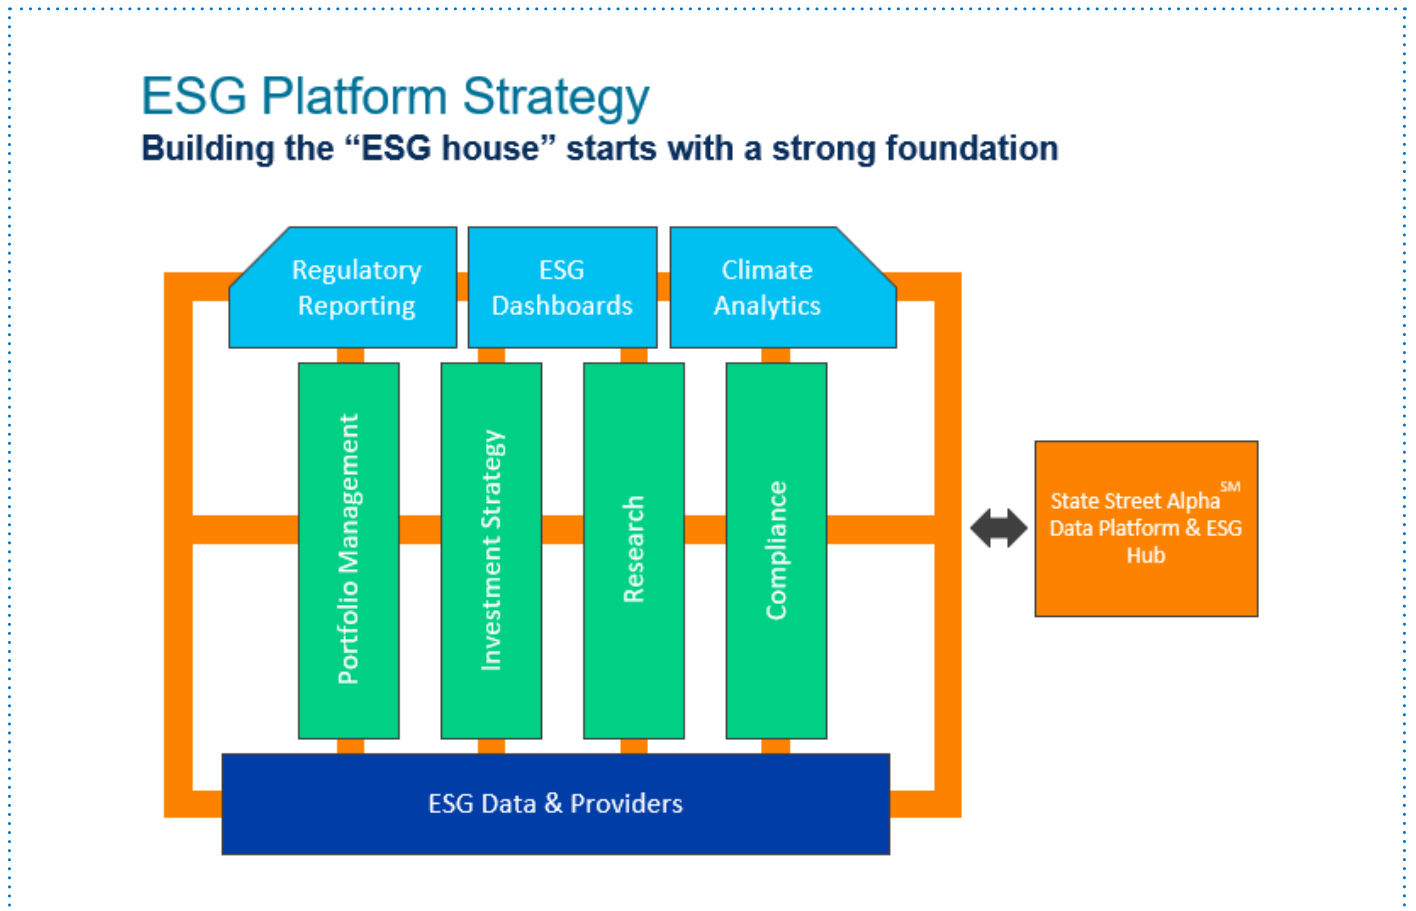 ESG Platform Strategy
Building the “ESG house” starts with a strong foundation
Regulatory
Reporting
ESG
Dashboards
Climate
Analytics
Portfolio Management
Investment Strategy
Research
Compliance
ESG Data & Providers
State Street Alpha SM
Data Platform & ESG
Hub